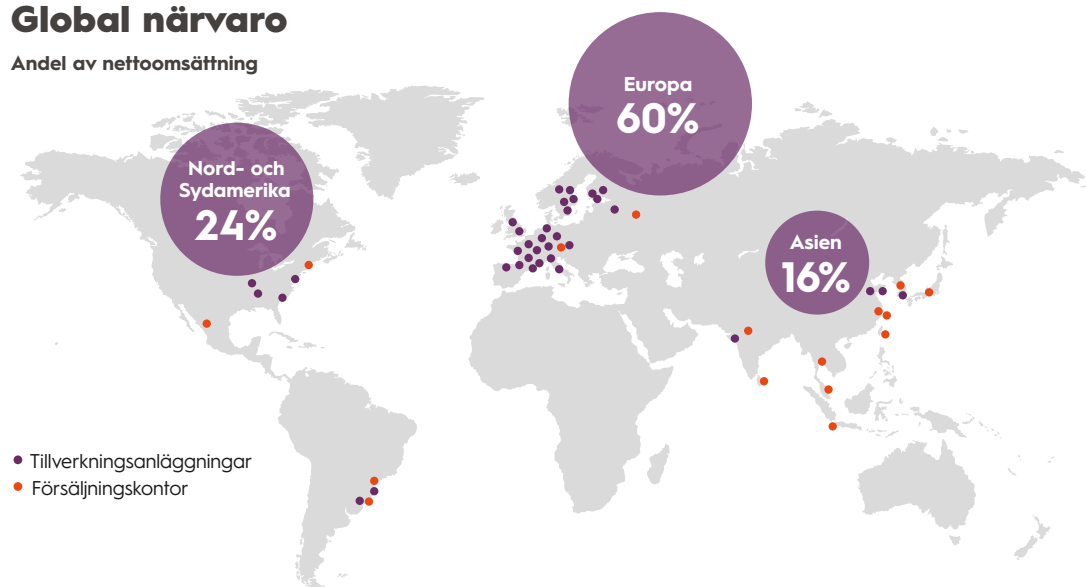 Global närvaro
Andel av nettoomsättning
Europa
60%
Nord- och
Sydamerika
24%
Asien
16%
Tillverkningsanläggningar
Försäljningskontor